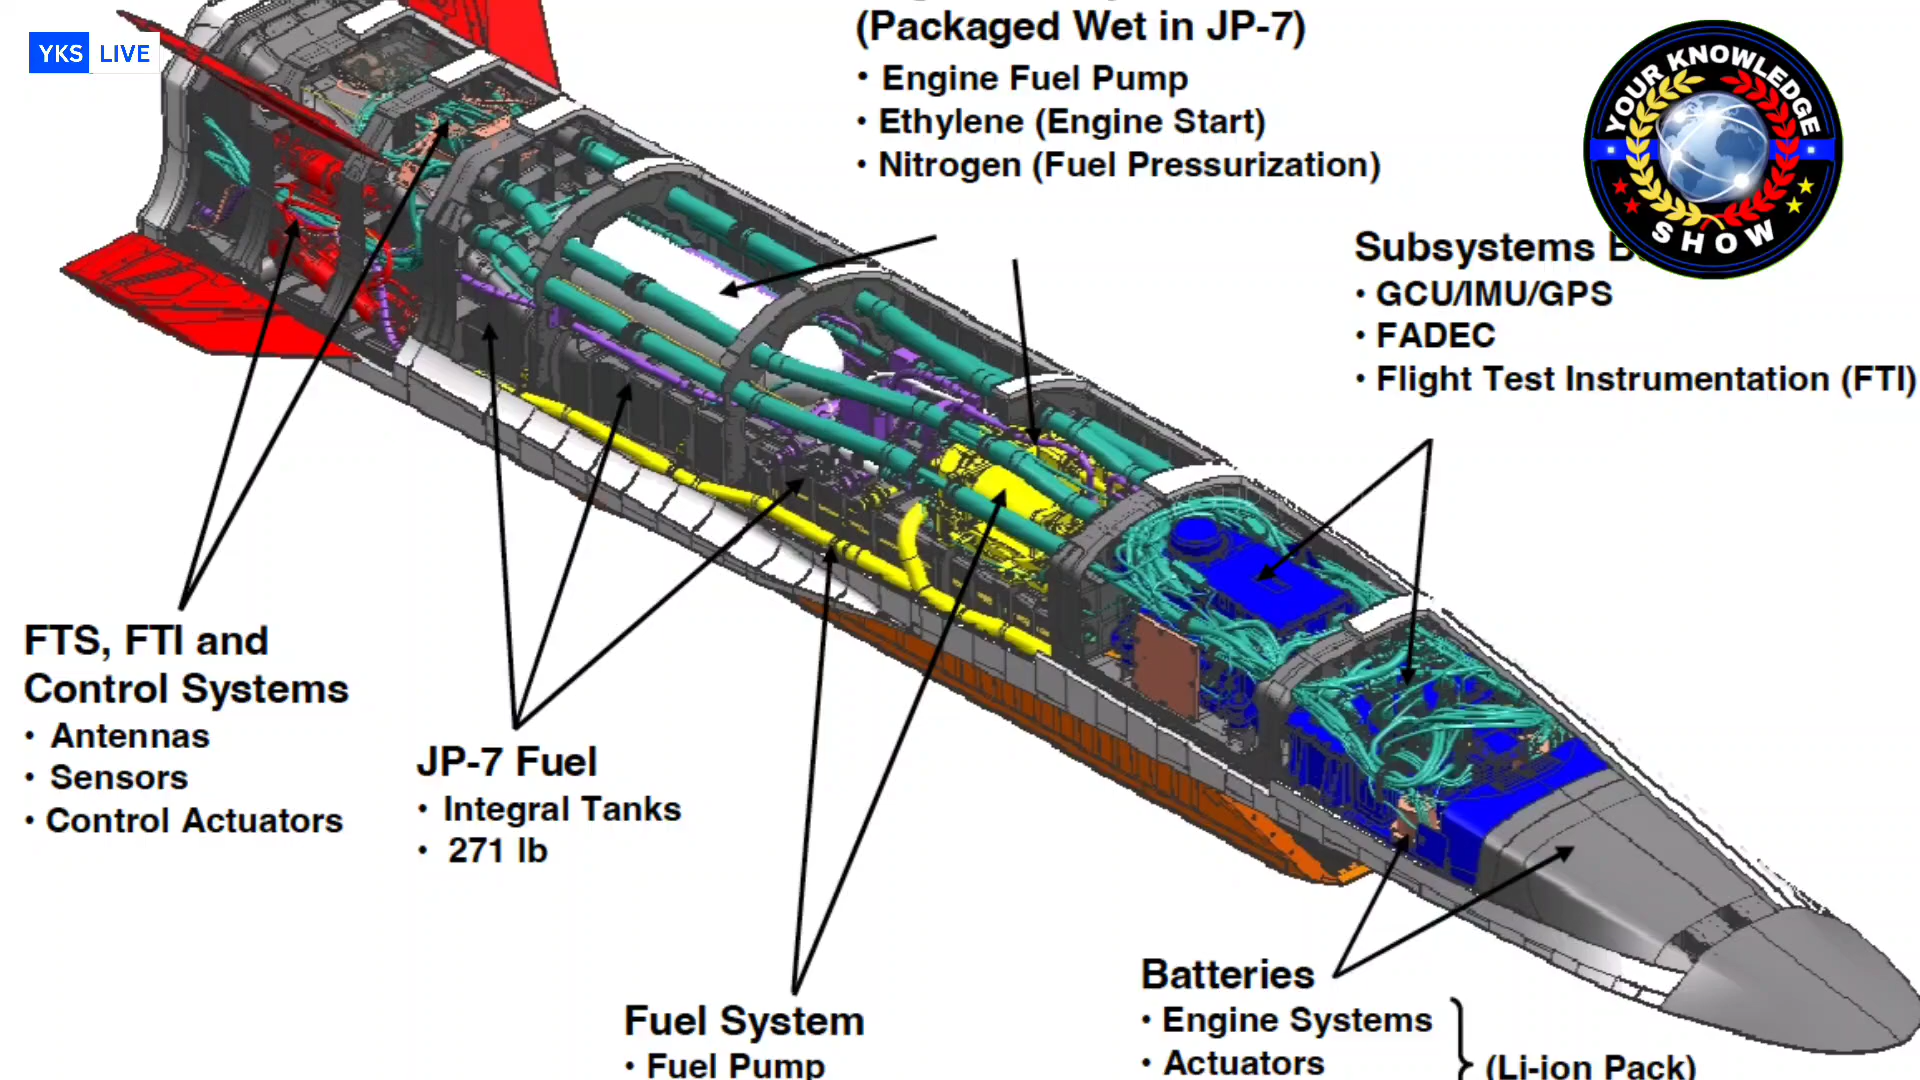 YKS LIVE
(Packaged Wet in JP-7)
• Engine Fuel Pump
• Ethylene (Engine Start)
• Nitrogen (Fuel Pressurization)
YOUR KNOWLEDGE
SHOW
Subsystems
• GCU/IMU/GPS
• FADEC
• Flight Test Instrumentation (FTI)
FTS, FTI and
Control Systems
• Antennas
• Sensors
• Control Actuators
JP-7 Fuel
• Integral Tanks
• 271 lb
Fuel System
• Fuel Pump
Batteries
• Engine Systems
• Actuators
(Li-ion Pack)